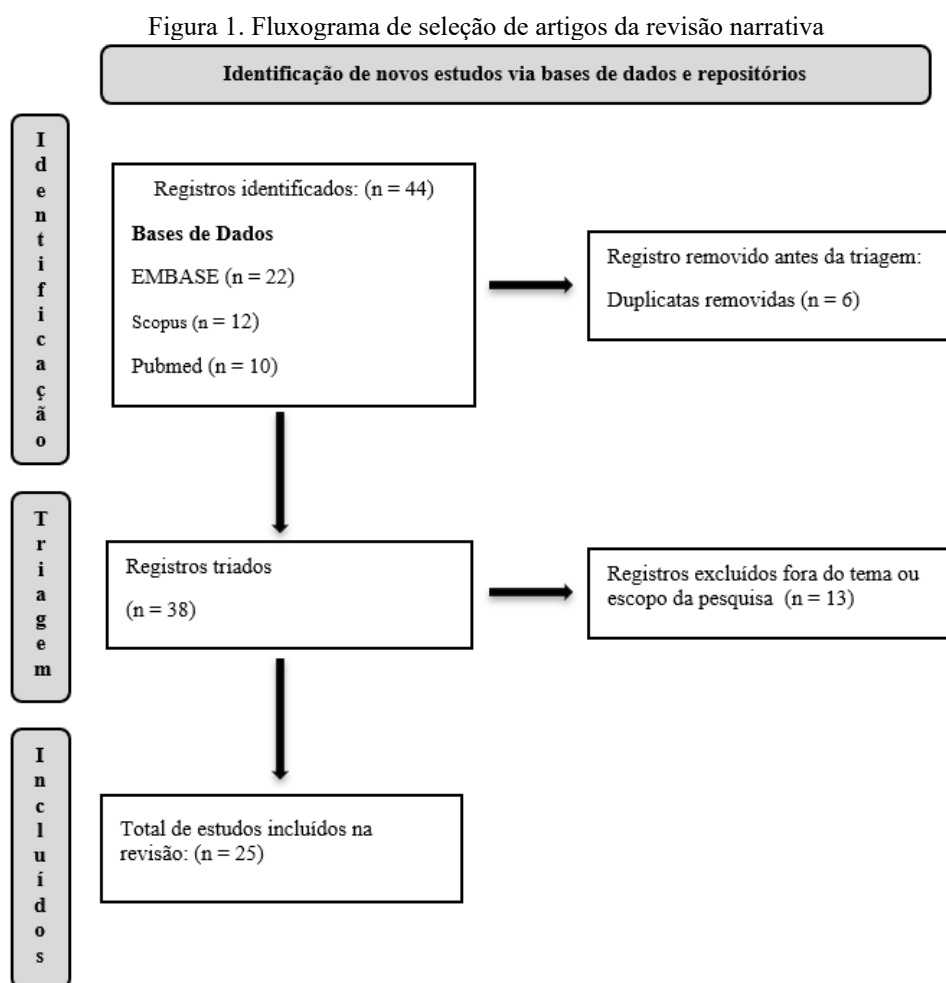 Figura 1. Fluxograma de seleção de artigos da revisão narrativa
Identificação de novos estudos via bases de dados e repositórios
Identificação
Registros identificados: (n = 44)
Bases de Dados
EMBASE (n = 22)
Scopus (n = 12)
Pubmed (n = 10)
Registro removido antes da triagem:
Duplicatas removidas (n = 6)
Triagem
Registros triados
(n = 38)
Registros excluídos fora do tema ou
escopo da pesquisa (n = 13)
Incluídos
Total de estudos incluídos na
revisão: (n = 25)